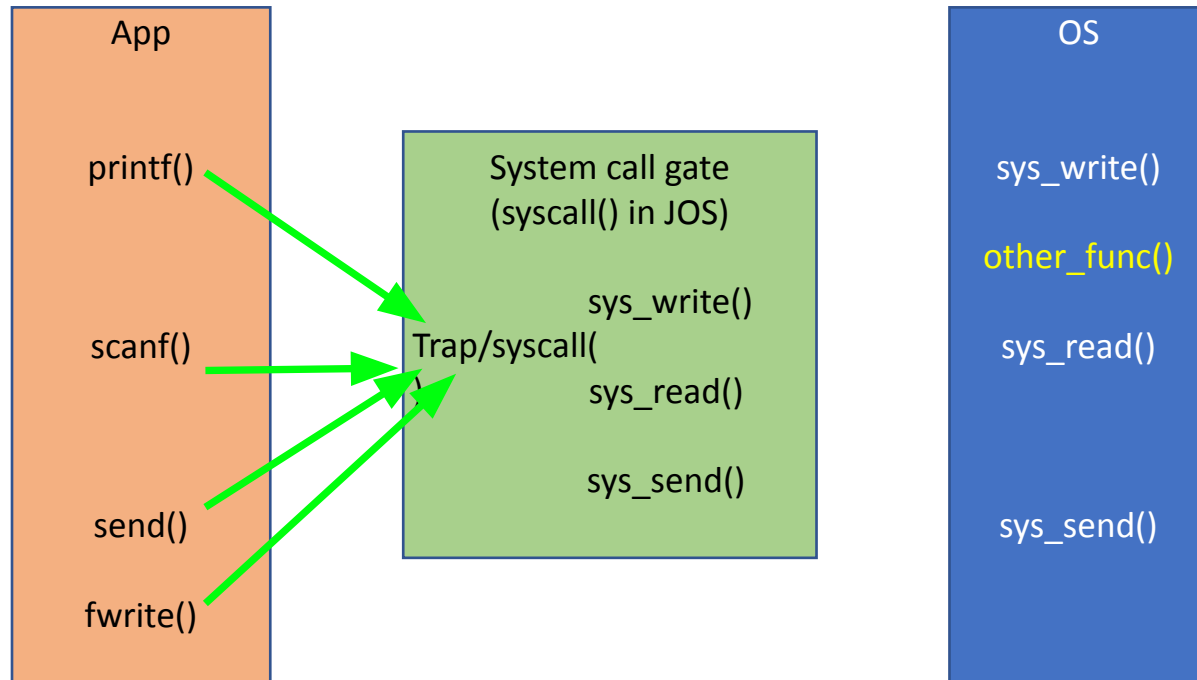 App
printf()
scanf()
send()
fwrite()
System call gate
(syscall() in JOS)
sys_write()
Trap/syscall(
)
sys_read()
sys_send()
OS
sys_write()
other_func()
sys_read()
sys_send()